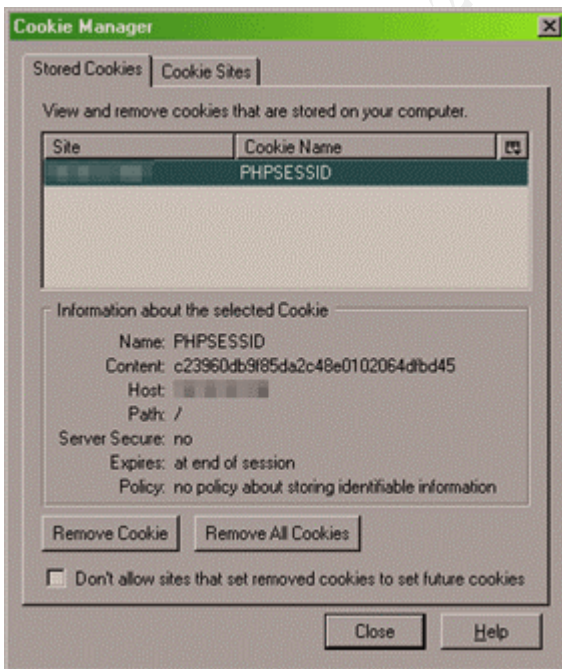 Cookie Manager
Stored Cookies Cookie Sites
View and remove cookies that are stored on your computer.
Site Cookie Name
PHPSESSID
Information about the selected Cookie
Name: PHPSESSID
Content: c23960db9f85da2c48e0102064dfbd45
Host:
Path: /
Server Secure: no
Expires: at end of session
Policy: no policy about storing identifiable information
Remove Cookie Remove All Cookies
Don't allow sites that set removed cookies to set future cookies
Close Help